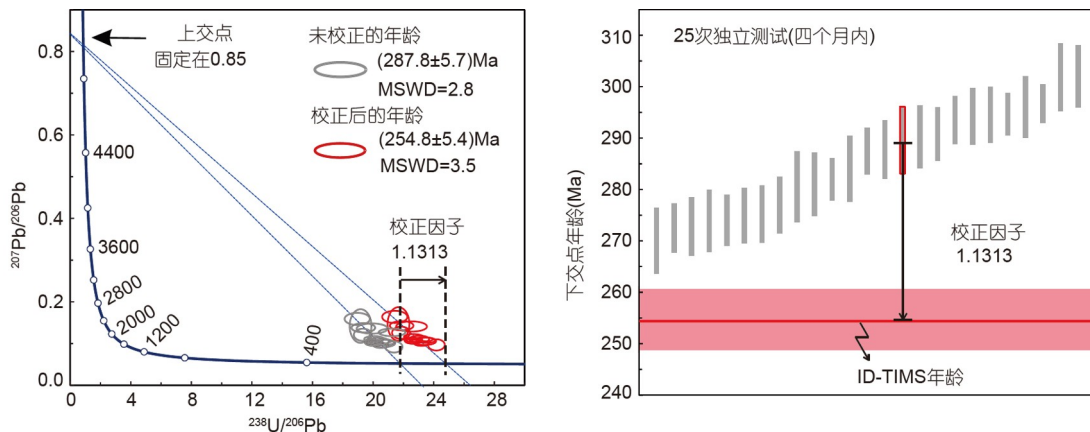 0.8
0.6
0.4
0.2
0.0
²⁰⁷Pb/²⁰⁶Pb
上交点
固定在0.85
未校正的年龄
(287.8±5.7)Ma
MSWD=2.8
校正后的年龄
(254.8±5.4)Ma
MSWD=3.5
4400
3600
2800
2000
1200
400
校正因子
1.1313
0 4 8 12 16 20 24 28
²³⁸U/²⁰⁶Pb
下交点年龄(Ma)
310
300
290
280
270
260
250
240
25次独立测试(四个月内)
校正因子
1.1313
ID-TIMS年龄